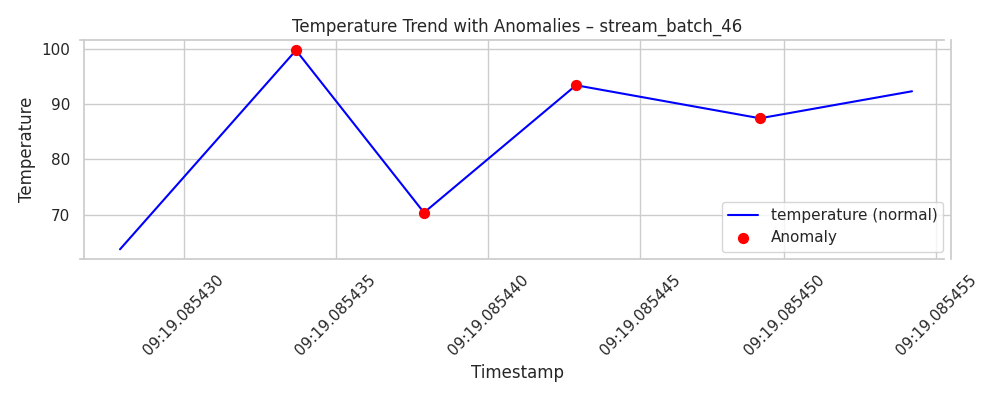 Temperature Trend with Anomalies – stream_batch_46
Temperature
100
90
80
70
temperature (normal)
Anomaly
09:19.085430
09:19.085435
09:19.085440
09:19.085445
09:19.085450
09:19.085455
Timestamp